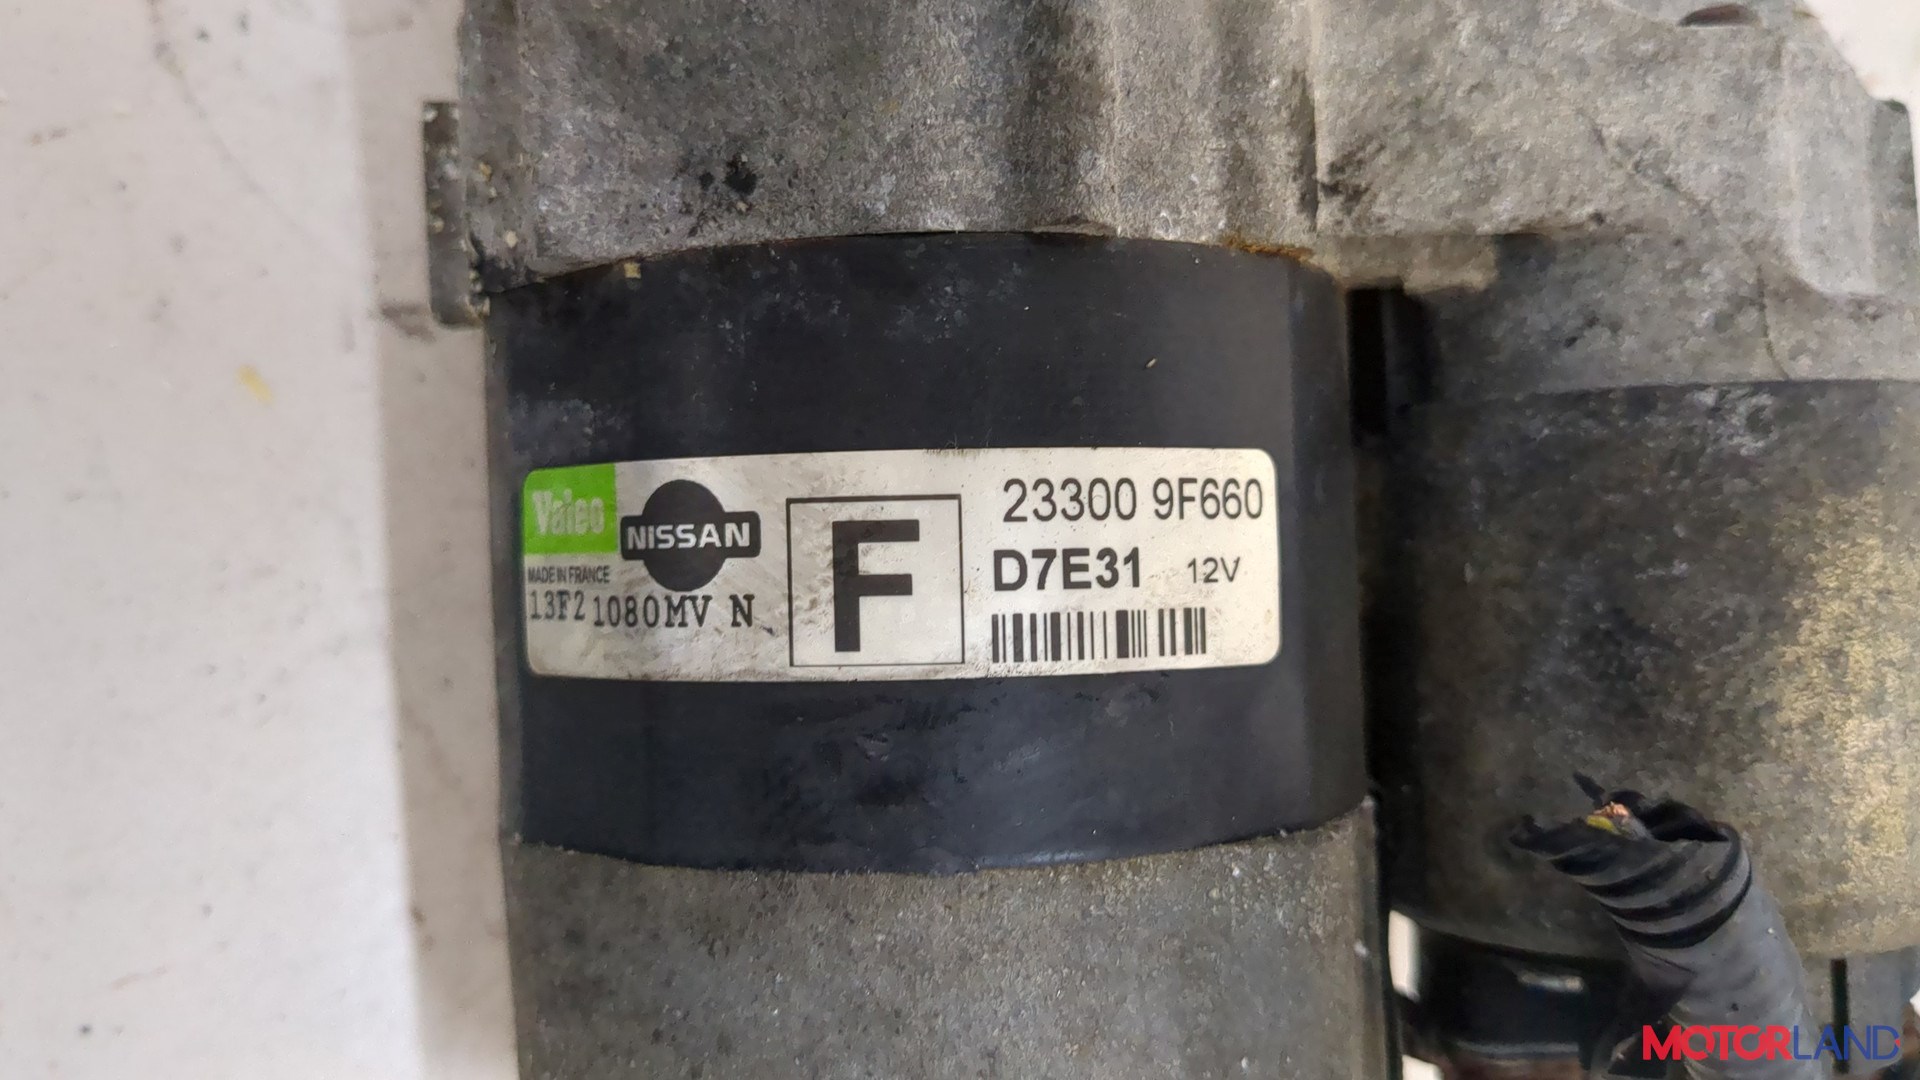 Valeo
MADE IN FRANCE
13F2 1080MV N
NISSAN
F
23300 9F660
D7E31 12V
MOTORLAND